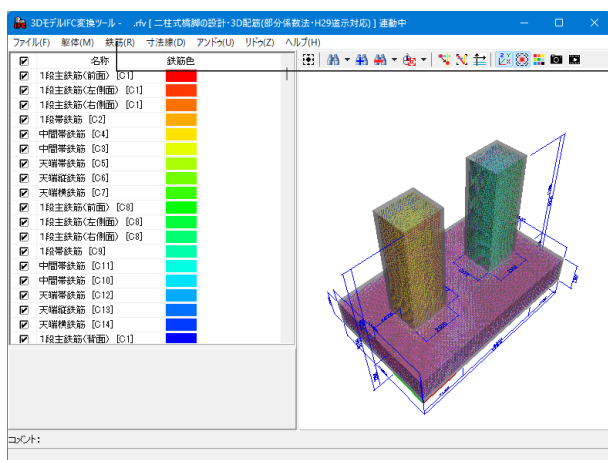 3DモデルIFC変換ツール - .rfv [ 二柱式橋脚の設計・3D配筋(部分係数法・H29道示対応) ] 連動中
ファイル(F) 躯体(M) 鉄筋(R) 寸法線(D) アンドゥ(U) リドゥ(Z) ヘルプ(H)
名称 鉄筋色
1段主鉄筋(前面) [C1]
1段主鉄筋(左側面) [C1]
1段主鉄筋(右側面) [C1]
1段帯鉄筋 [C2]
中間帯鉄筋 [C4]
中間帯鉄筋 [C3]
天端帯鉄筋 [C5]
天端縦鉄筋 [C6]
天端横鉄筋 [C7]
1段主鉄筋(前面) [C8]
1段主鉄筋(左側面) [C8]
1段主鉄筋(右側面) [C8]
1段帯鉄筋 [C9]
中間帯鉄筋 [C11]
中間帯鉄筋 [C10]
天端帯鉄筋 [C12]
天端縦鉄筋 [C13]
天端横鉄筋 [C14]
1段主鉄筋(背面) [C1]
コメント: